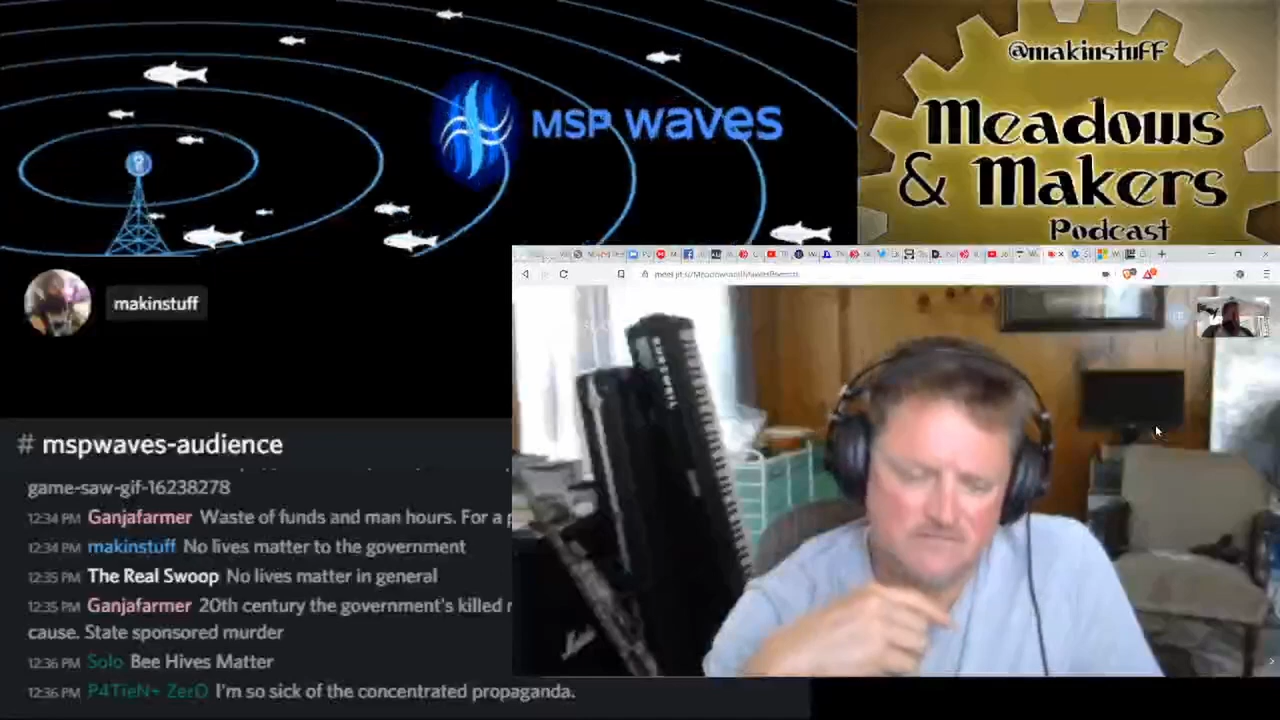 @makinstuff
MSP waves
Meadows
& Makers
Podcast
makinstuff
# mspwaves-audience
game-saw-gif-16238278
12:34 PM Ganjafarmer Waste of funds and man hours. For a
12:34 PM makinstuff No lives matter to the government
12:35 PM The Real Swoop No lives matter in general
12:35 PM Ganjafarmer 20th century the government's killed
cause. State sponsored murder
12:36 PM Solo Bee Hives Matter
12:36 PM P4TieN+ ZerO I'm so sick of the concentrated propaganda.